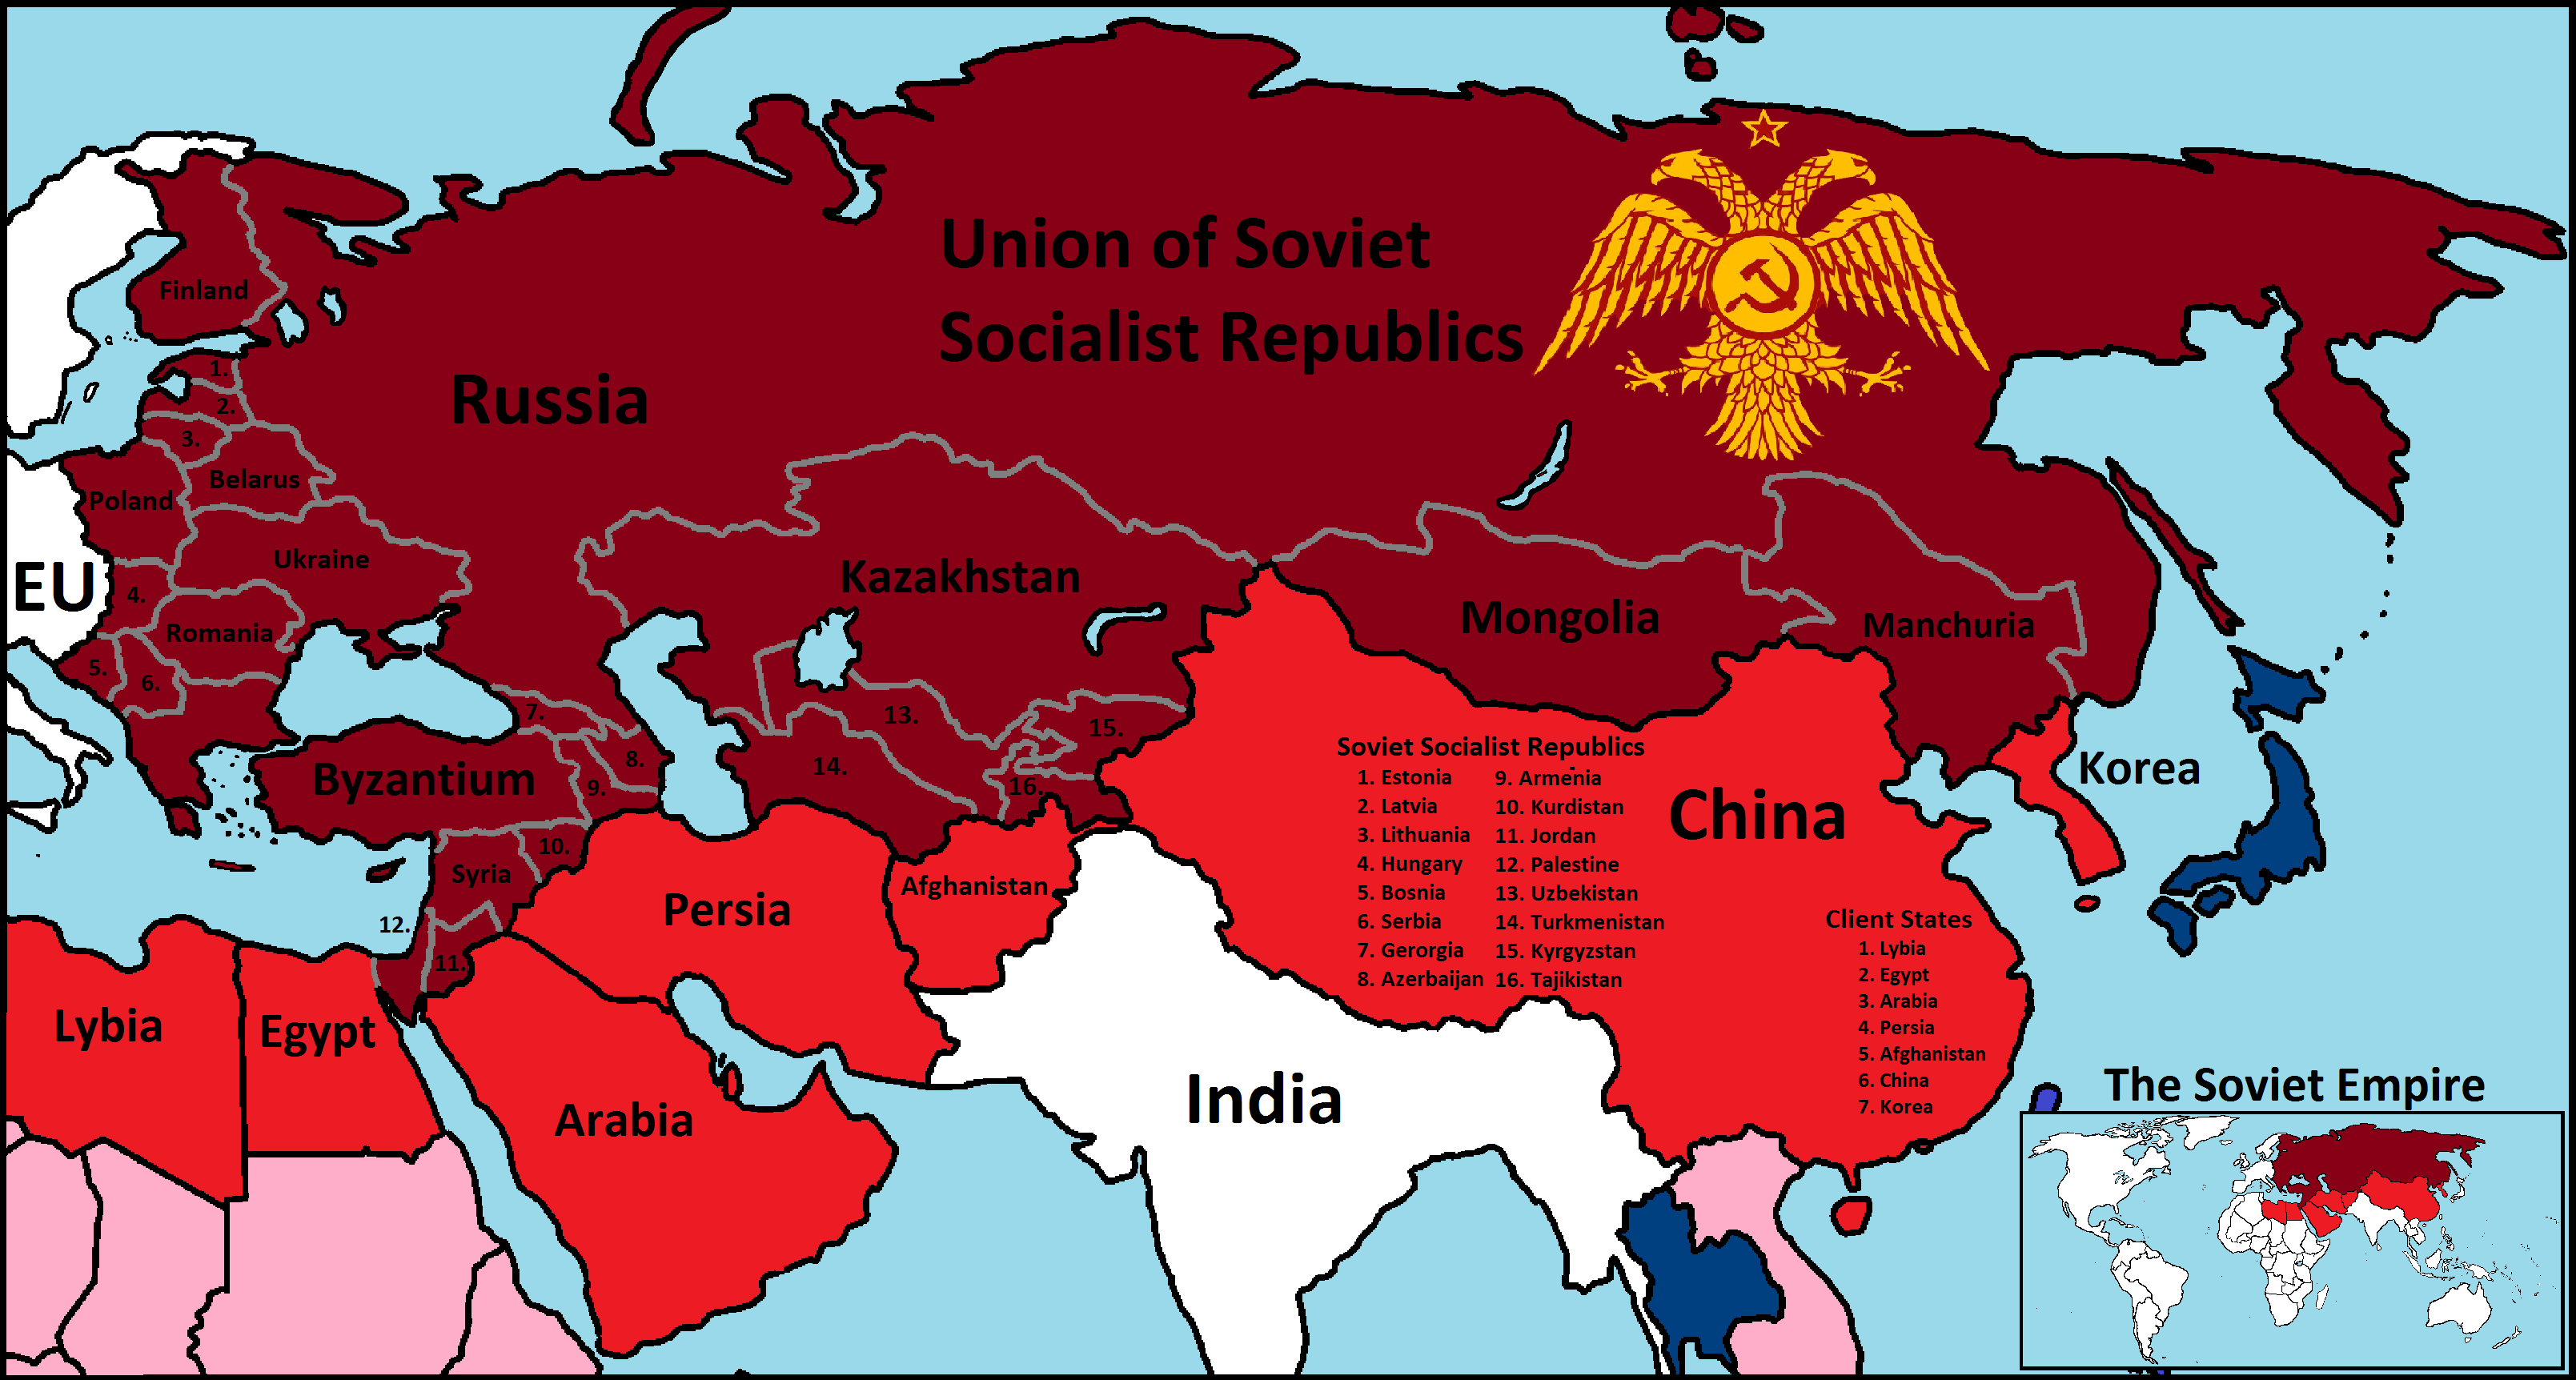 Union of Soviet
Socialist Republics
Finland
Russia
1.
2.
3.
Belarus
Poland
Ukraine
EU
4.
Romania
5.
6.
Kazakhstan
Mongolia
Manchuria
7.
13.
15.
8.
14.
9.
16.
Byzantium
10.
Syria
12.
11.
Persia
Afghanistan
China
Korea
Soviet Socialist Republics
1. Estonia
2. Latvia
3. Lithuania
4. Hungary
5. Bosnia
6. Serbia
7. Gerorgia
8. Azerbaijan
9. Armenia
10. Kurdistan
11. Jordan
12. Palestine
13. Uzbekistan
14. Turkmenistan
15. Kyrgyzstan
16. Tajikistan
Client States
1. Lybia
2. Egypt
3. Arabia
4. Persia
5. Afghanistan
6. China
7. Korea
Lybia
Egypt
Arabia
India
The Soviet Empire